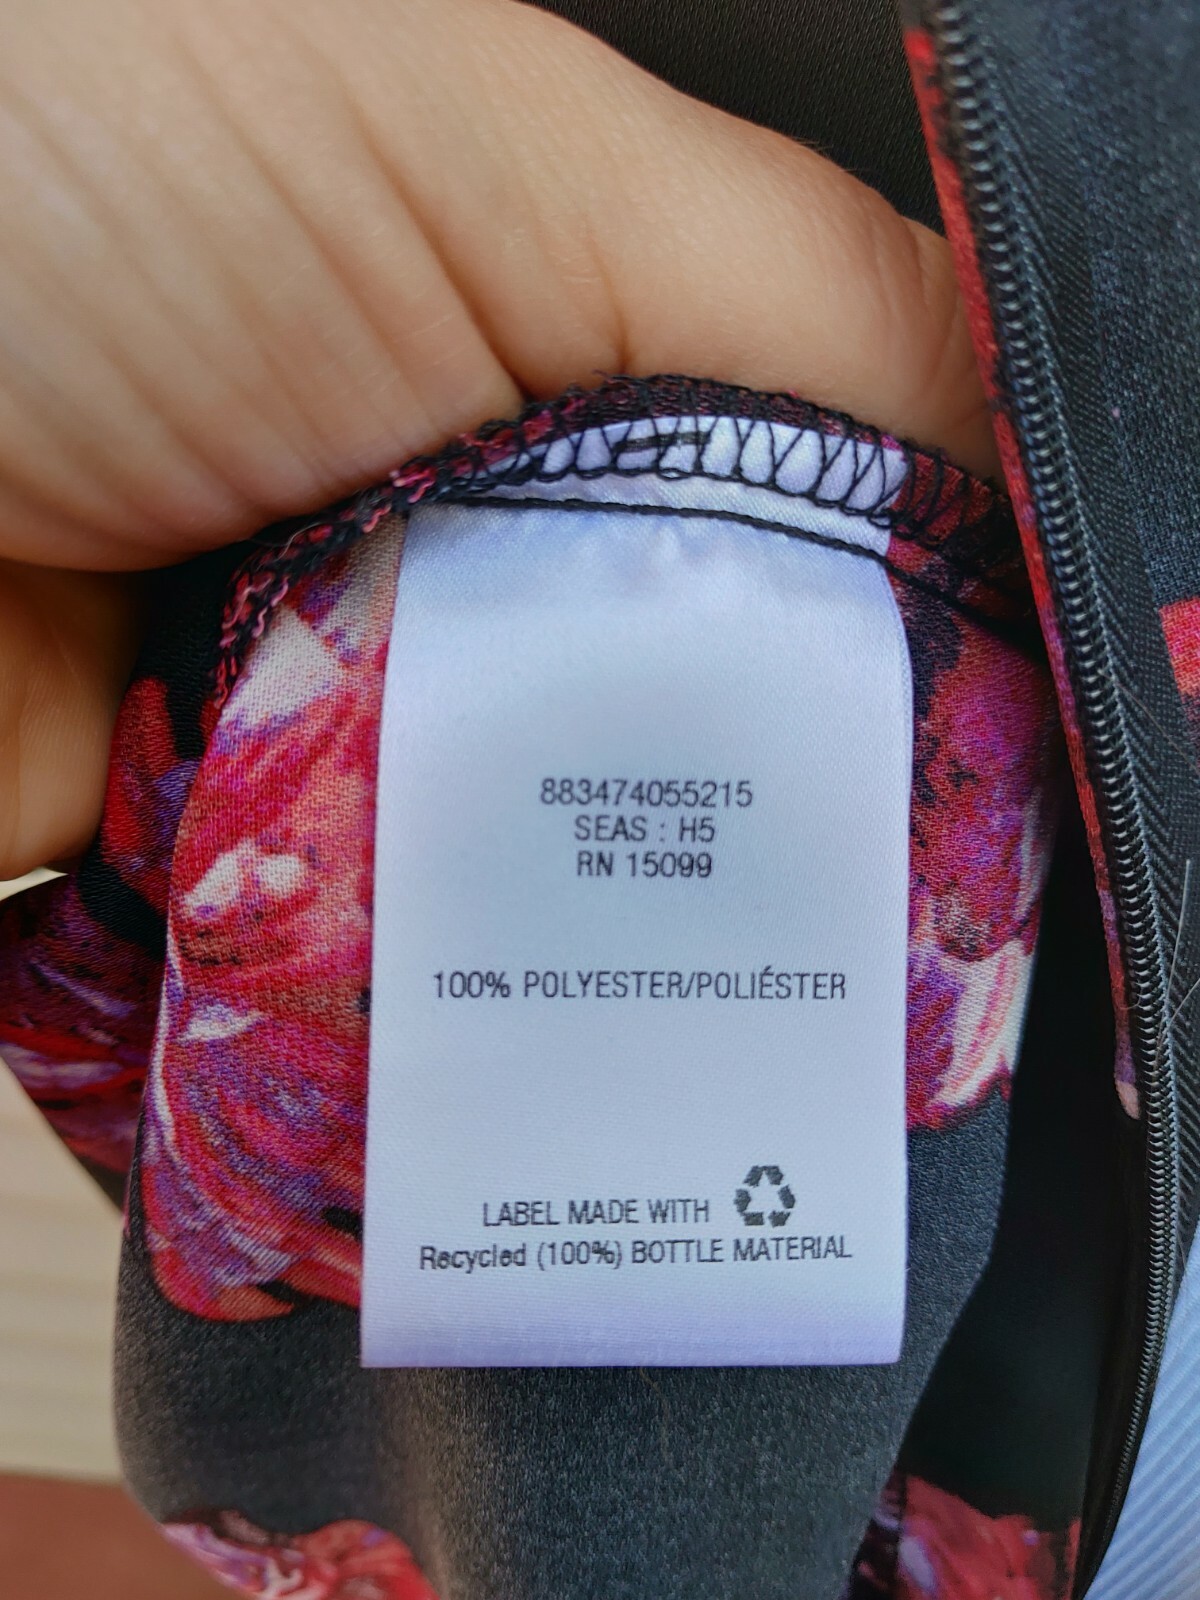 883474055215
SEAS : H5
RN 15099
100% POLYESTER/POLIÉSTER
LABEL MADE WITH
Recycled (100%) BOTTLE MATERIAL